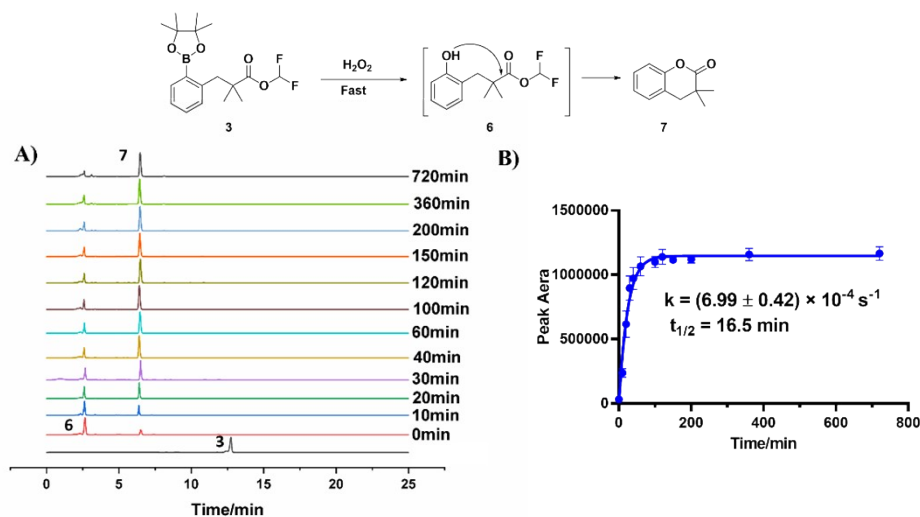 O
O
B
O
O
F
F
H₂O₂
Fast
OH
O
O
F
F
O
O
3
6
7
A)
7
720min
360min
200min
150min
120min
100min
60min
40min
30min
20min
10min
6
0min
3
0
5
10
15
20
25
Time/min
B)
1500000
1000000
500000
0
Peak Aera
k = (6.99 ± 0.42) × 10⁻⁴ s⁻¹
t₁/₂ = 16.5 min
0
200
400
600
800
Time/min